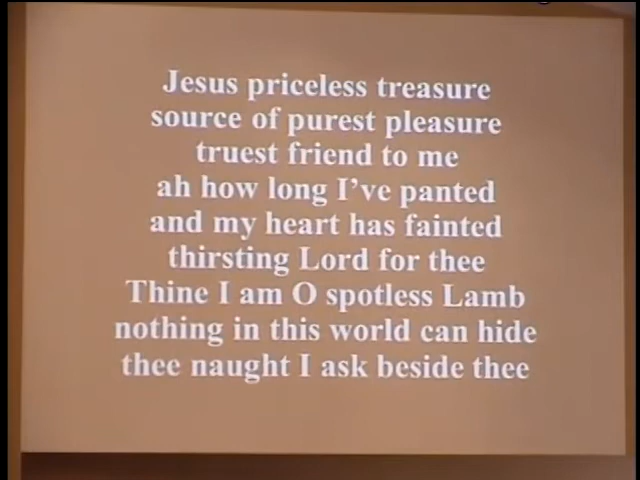 Jesus priceless treasure
source of purest pleasure
truest friend to me
ah how long I've panted
and my heart has fainted
thirsting Lord for thee
Thine I am O spotless Lamb
nothing in this world can hide
thee naught I ask beside thee